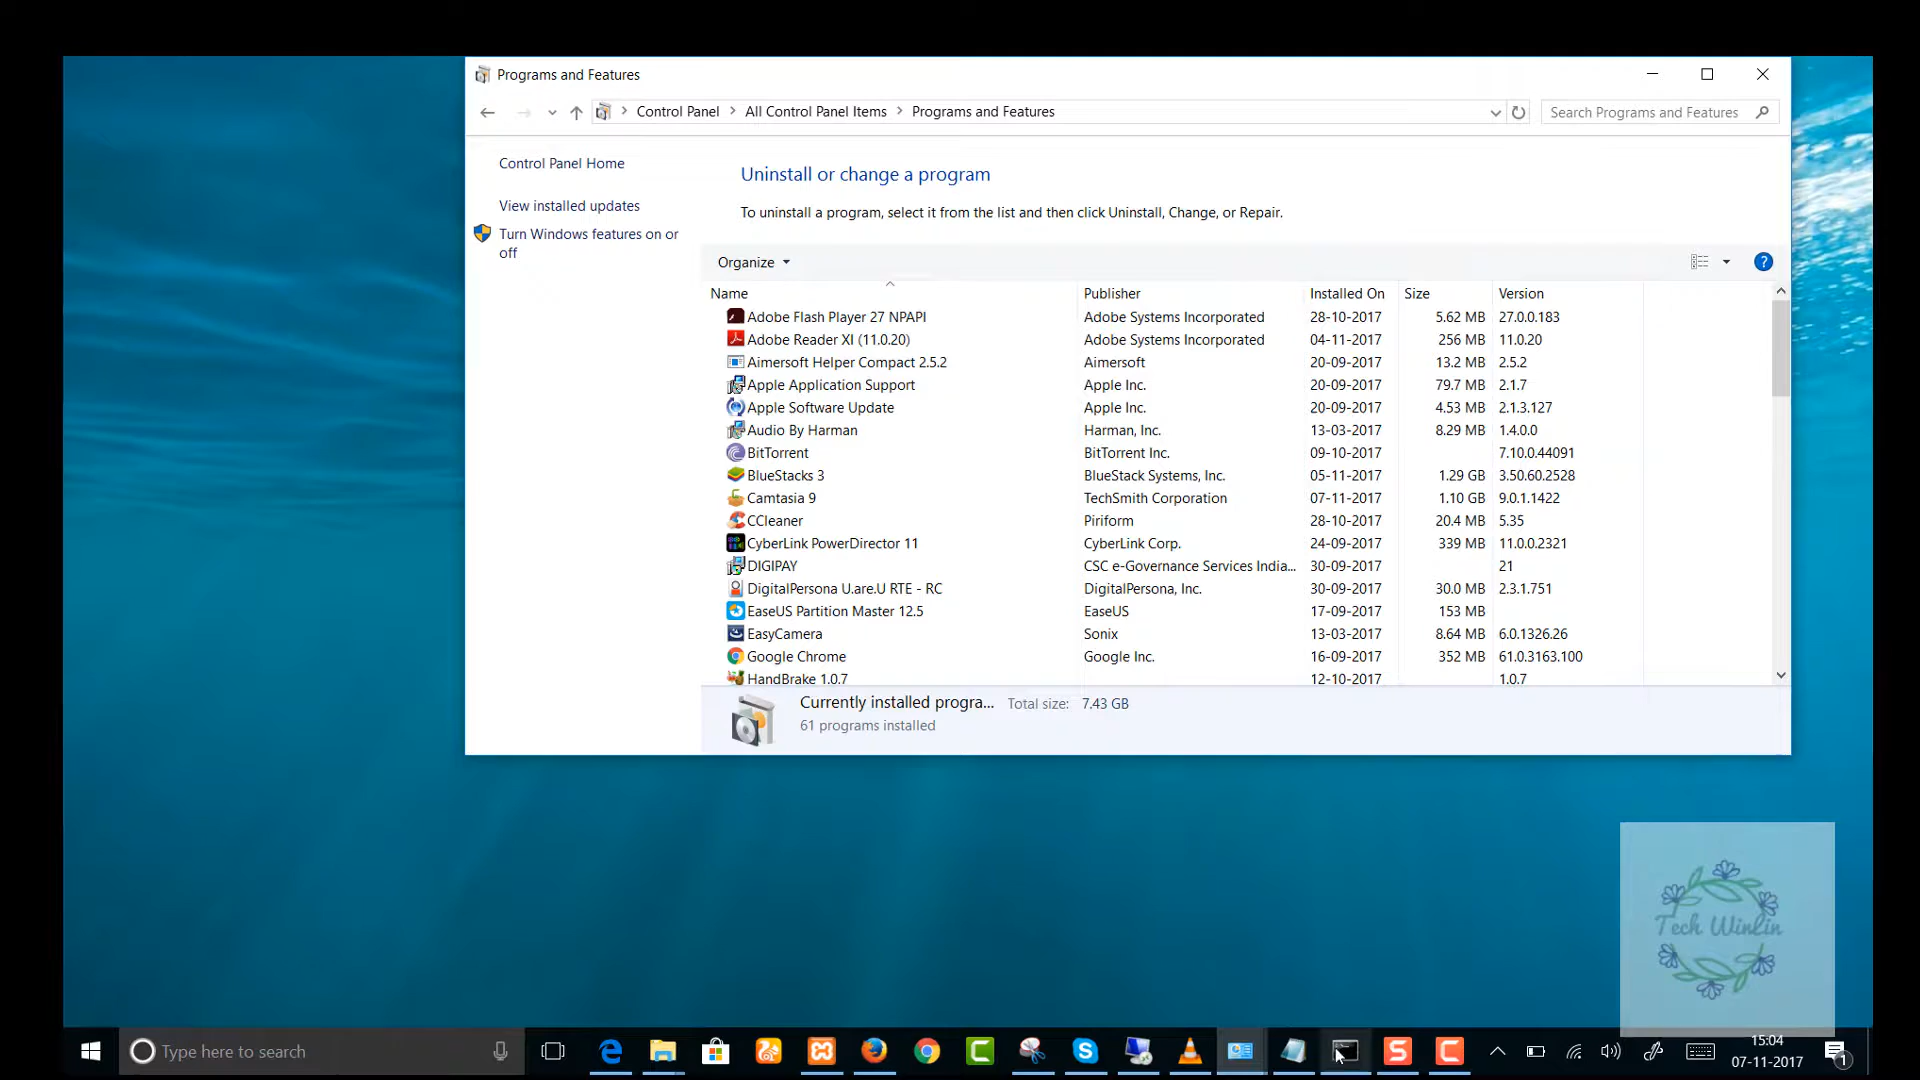 Programs and Features
Control Panel > All Control Panel Items > Programs and Features
Search Programs and Features
Control Panel Home
View installed updates
Turn Windows features on or
off
Uninstall or change a program
To uninstall a program, select it from the list and then click Uninstall, Change, or Repair.
Organize
Name Publisher Installed On Size Version
Adobe Flash Player 27 NPAPI Adobe Systems Incorporated 28-10-2017 5.62 MB 27.0.0.183
Adobe Reader XI (11.0.20) Adobe Systems Incorporated 04-11-2017 256 MB 11.0.20
Aimersoft Helper Compact 2.5.2 Aimersoft 20-09-2017 13.2 MB 2.5.2
Apple Application Support Apple Inc. 20-09-2017 79.7 MB 2.1.7
Apple Software Update Apple Inc. 20-09-2017 4.53 MB 2.1.3.127
Audio By Harman Harman, Inc. 13-03-2017 8.29 MB 1.4.0.0
BitTorrent BitTorrent Inc. 09-10-2017 7.10.0.44091
BlueStacks 3 BlueStack Systems, Inc. 05-11-2017 1.29 GB 3.50.60.2528
Camtasia 9 TechSmith Corporation 07-11-2017 1.10 GB 9.0.1.1422
CCleaner Piriform 28-10-2017 20.4 MB 5.35
CyberLink PowerDirector 11 CyberLink Corp. 24-09-2017 339 MB 11.0.0.2321
DIGIPAY CSC e-Governance Services India... 30-09-2017 21
DigitalPersona U.are.U RTE - RC DigitalPersona, Inc. 30-09-2017 30.0 MB 2.3.1.751
EaseUS Partition Master 12.5 EaseUS 17-09-2017 153 MB
EasyCamera Sonix 13-03-2017 8.64 MB 6.0.1326.26
Google Chrome Google Inc. 16-09-2017 352 MB 61.0.3163.100
HandBrake 1.0.7 12-10-2017 1.0.7
Currently installed progra... Total size: 7.43 GB
61 programs installed
Tech Winlin
Type here to search
15:04
07-11-2017
1